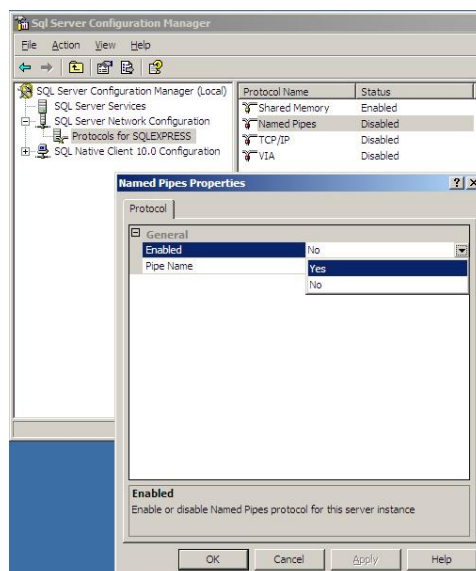 Sql Server Configuration Manager
File Action View Help
SQL Server Configuration Manager (Local)
SQL Server Services
SQL Server Network Configuration
Protocols for SQLEXPRESS
SQL Native Client 10.0 Configuration
Protocol Name Status
Shared Memory Enabled
Named Pipes Disabled
TCP/IP Disabled
VIA Disabled
Named Pipes Properties
Protocol
General
Enabled No
Pipe Name
Yes
No
Enabled
Enable or disable Named Pipes protocol for this server instance
OK Cancel Apply Help